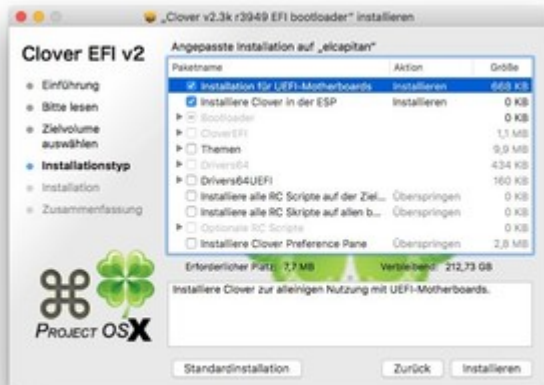 „Clover v2.3k r3949 EFI bootloader“ installieren
Clover EFI v2
Angepasste Installation auf „elcapitan“
Paketname Aktion Größe
Einführung
Bitte lesen
Zielvolume auswählen
Installationstyp
Installation
Zusammenfassung
Installation für UEFI-Motherboards Installieren 668 KB
Installiere Clover in der ESP Installieren 0 KB
Bootloader 0 KB
CloverEFI 1,1 MB
Themen 9,9 MB
Drivers64 434 KB
Drivers64UEFI 160 KB
Installiere alle RC Scripte auf der Ziel... Überspringen 0 KB
Installiere alle RC Skripte auf allen b... Überspringen 0 KB
Optionale RC Scripte 0 KB
Installiere Clover Preference Pane Überspringen 2,8 MB
Erforderlicher Platz: 7,7 MB Verbleibend: 212,73 GB
Installiere Clover zur alleinigen Nutzung mit UEFI-Motherboards.
PROJECT OSX
Standardinstallation Zurück Installieren